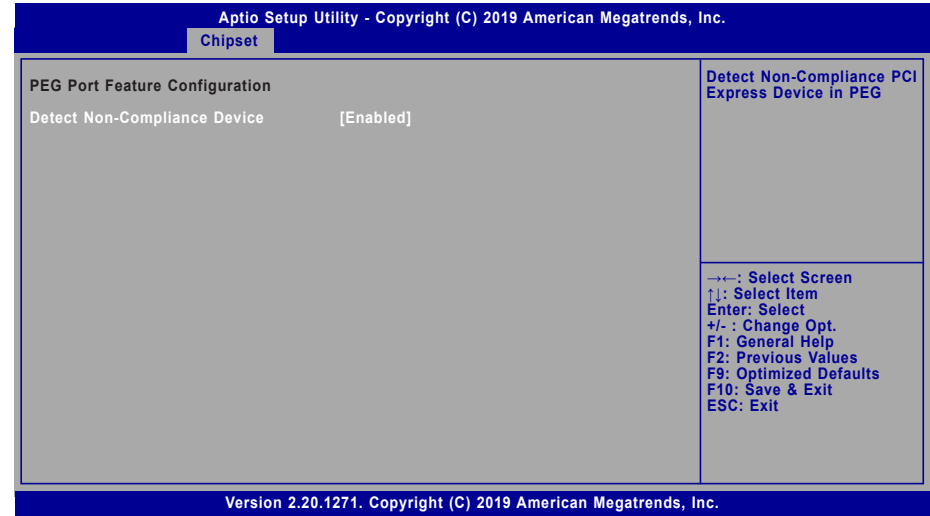 Aptio Setup Utility - Copyright (C) 2019 American Megatrends, Inc.
Chipset
PEG Port Feature Configuration
Detect Non-Compliance Device [Enabled]
Detect Non-Compliance PCI
Express Device in PEG
→←: Select Screen
↑↓: Select Item
Enter: Select
+/- : Change Opt.
F1: General Help
F2: Previous Values
F9: Optimized Defaults
F10: Save & Exit
ESC: Exit
Version 2.20.1271. Copyright (C) 2019 American Megatrends, Inc.